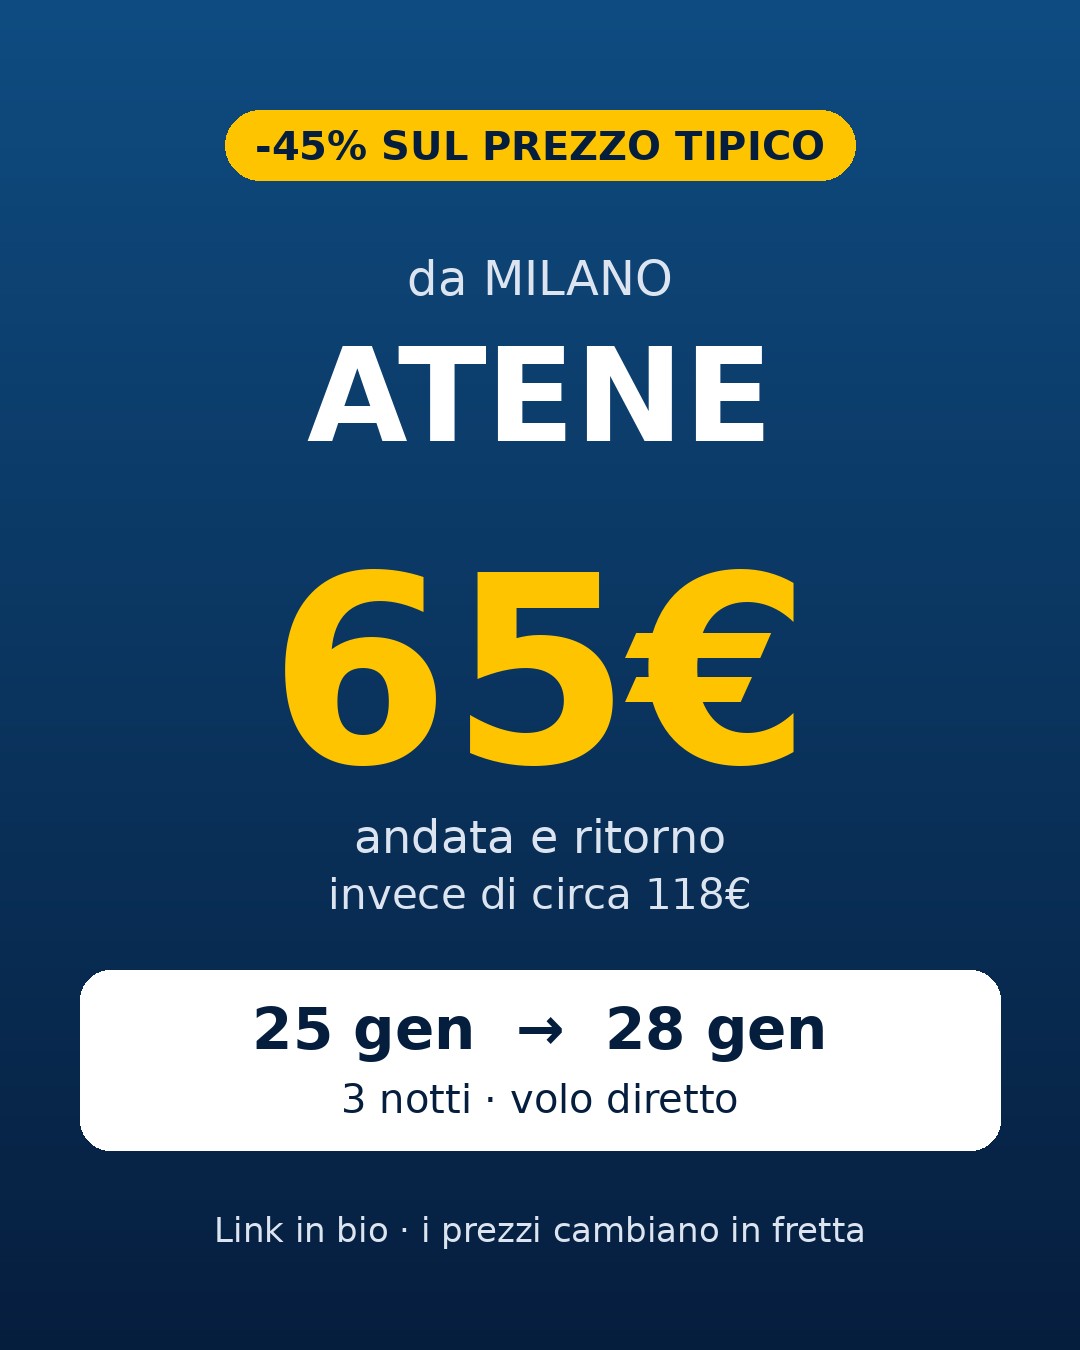 -45% SUL PREZZO TIPICO
da MILANO
ATENE
65€
andata e ritorno
invece di circa 118€
25 gen → 28 gen
3 notti · volo diretto
Link in bio · i prezzi cambiano in fretta